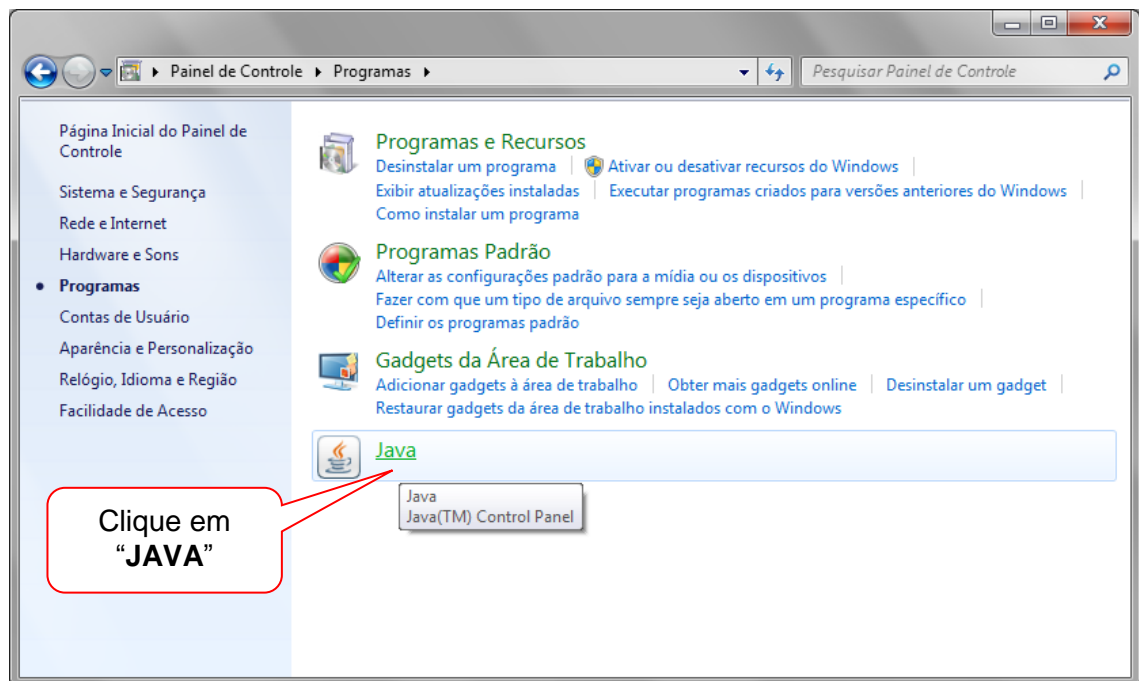 Painel de Controle ▸ Programas ▸
Pesquisar Painel de Controle
Página Inicial do Painel de
Controle
Sistema e Segurança
Rede e Internet
Hardware e Sons
Programas
Contas de Usuário
Aparência e Personalização
Relógio, Idioma e Região
Facilidade de Acesso
Programas e Recursos
Desinstalar um programa | Ativar ou desativar recursos do Windows |
Exibir atualizações instaladas | Executar programas criados para versões anteriores do Windows |
Como instalar um programa
Programas Padrão
Alterar as configurações padrão para a mídia ou os dispositivos |
Fazer com que um tipo de arquivo sempre seja aberto em um programa específico |
Definir os programas padrão
Gadgets da Área de Trabalho
Adicionar gadgets à área de trabalho | Obter mais gadgets online | Desinstalar um gadget |
Restaurar gadgets da área de trabalho instalados com o Windows
Java
Java
Java(TM) Control Panel
Clique em
“JAVA”